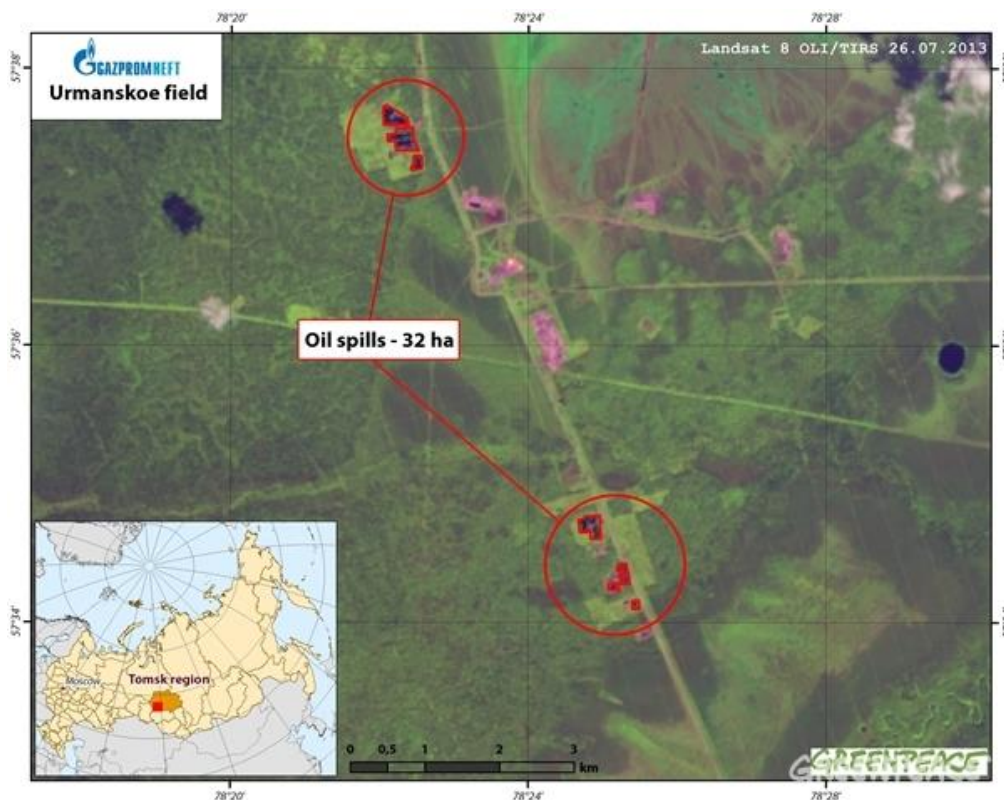 78°20'
78°24'
78°28'
GAZPROMNEFT
Urmanskoe field
Landsat 8 OLI/TIRS 26.07.2013
57°38'
57°36'
Oil spills - 32 ha
57°34'
Moscow
Tomsk region
0 0,5 1 2 3
km
GREENPEACE
78°20'
78°24'
78°28'